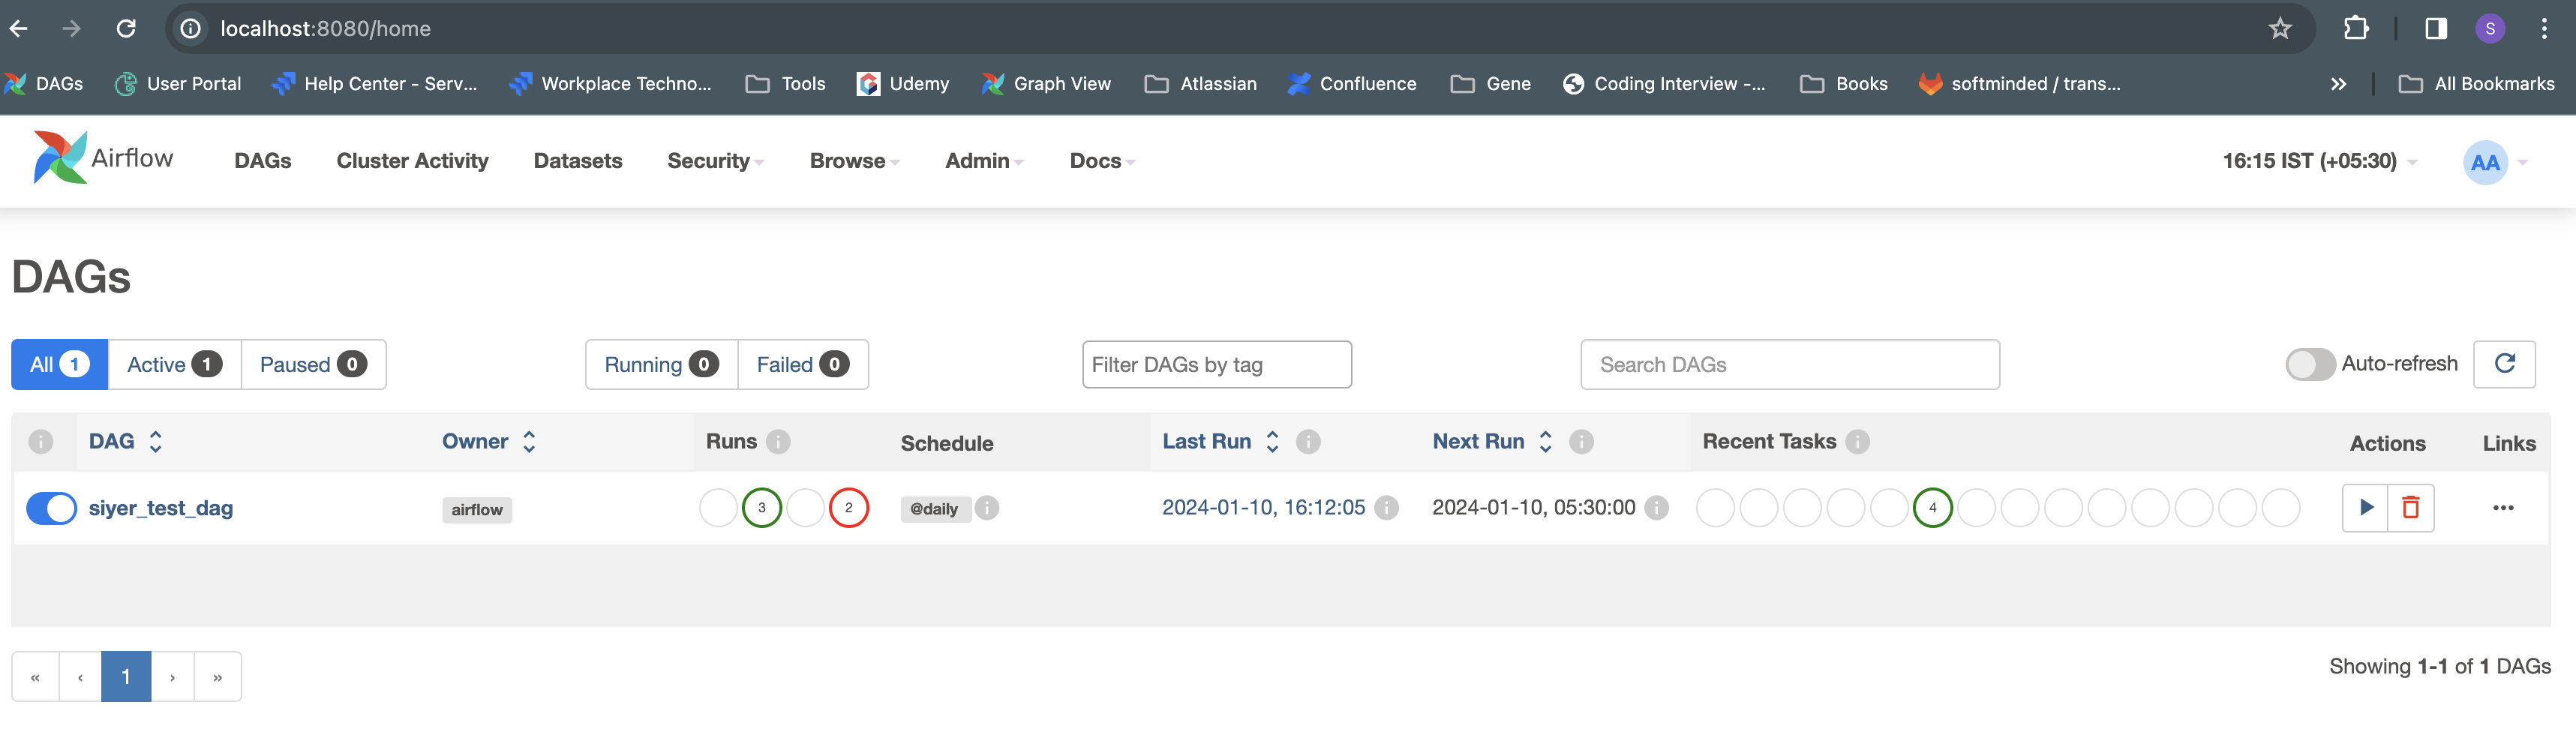 localhost:8080/home
S
DAGs User Portal Help Center - Serv... Workplace Techno... Tools Udemy Graph View Atlassian Confluence Gene Coding Interview -... Books softminded / trans... » All Bookmarks
Airflow DAGs Cluster Activity Datasets Security Browse Admin Docs 16:15 IST (+05:30) AA
DAGs
All 1 Active 1 Paused 0 Running 0 Failed 0 Filter DAGs by tag Search DAGs Auto-refresh
i DAG Owner Runs i Schedule Last Run i Next Run i Recent Tasks i Actions Links
siyer_test_dag airflow 3 2 @daily i 2024-01-10, 16:12:05 i 2024-01-10, 05:30:00 i 4 ...
« ‹ 1 › » Showing 1-1 of 1 DAGs